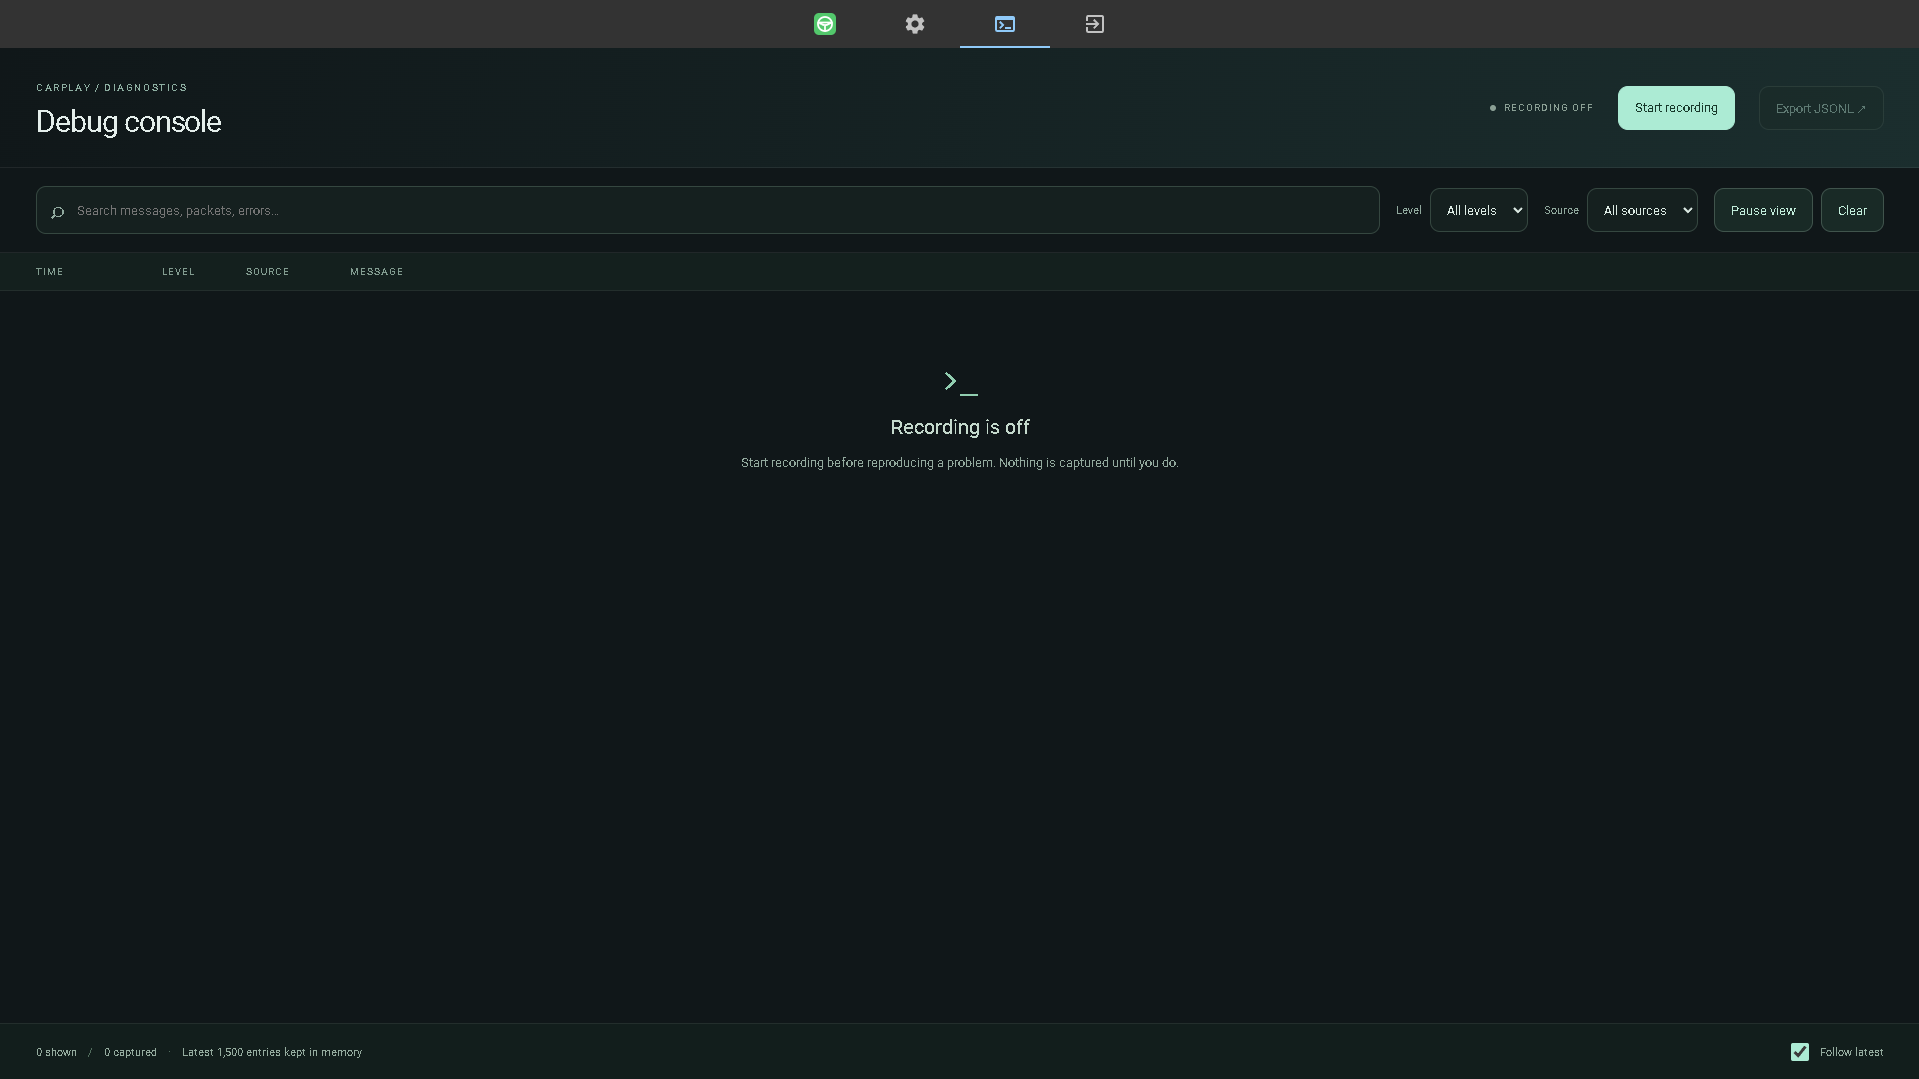 CARPLAY / DIAGNOSTICS
Debug console
RECORDING OFF
Start recording
Export JSONL ↗
Search messages, packets, errors...
Level
All levels
Source
All sources
Pause view
Clear
TIME LEVEL SOURCE MESSAGE
>_
Recording is off
Start recording before reproducing a problem. Nothing is captured until you do.
0 shown / 0 captured · Latest 1,500 entries kept in memory
Follow latest